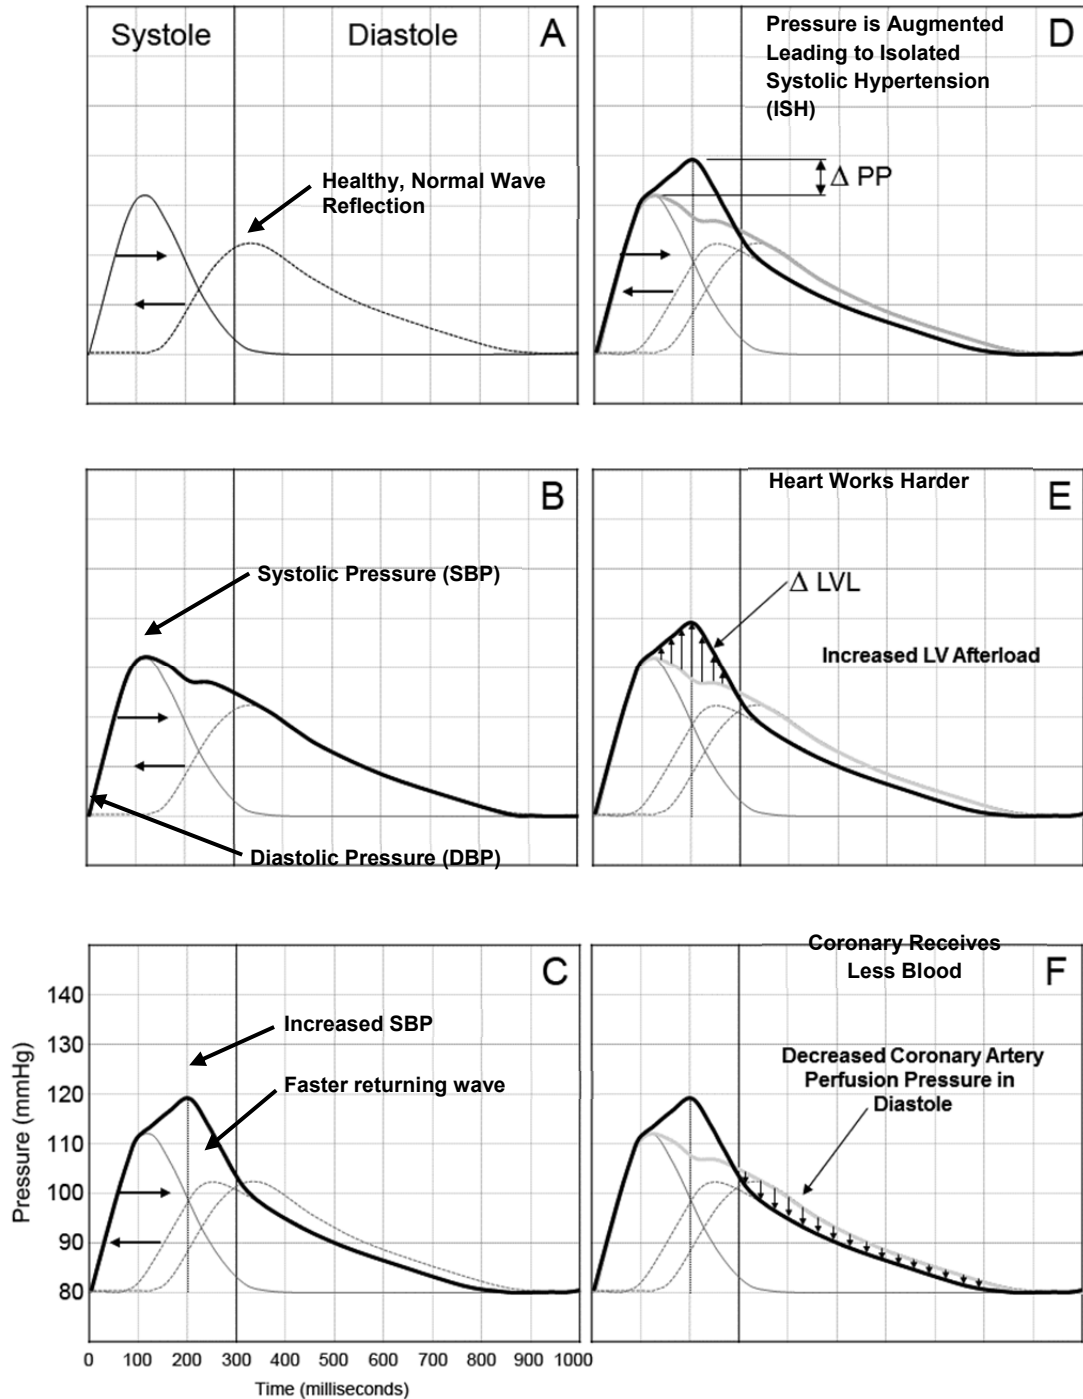 Systole
Diastole
A
Healthy, Normal Wave
Reflection
Pressure is Augmented
Leading to Isolated
Systolic Hypertension
(ISH)
D
Δ PP
B
Systolic Pressure (SBP)
Diastolic Pressure (DBP)
Heart Works Harder
E
Δ LVL
Increased LV Afterload
C
Increased SBP
Faster returning wave
Pressure (mmHg)
140
130
120
110
100
90
80
0 100 200 300 400 500 600 700 800 900 1000
Time (milliseconds)
Coronary Receives
Less Blood
F
Decreased Coronary Artery
Perfusion Pressure in
Diastole